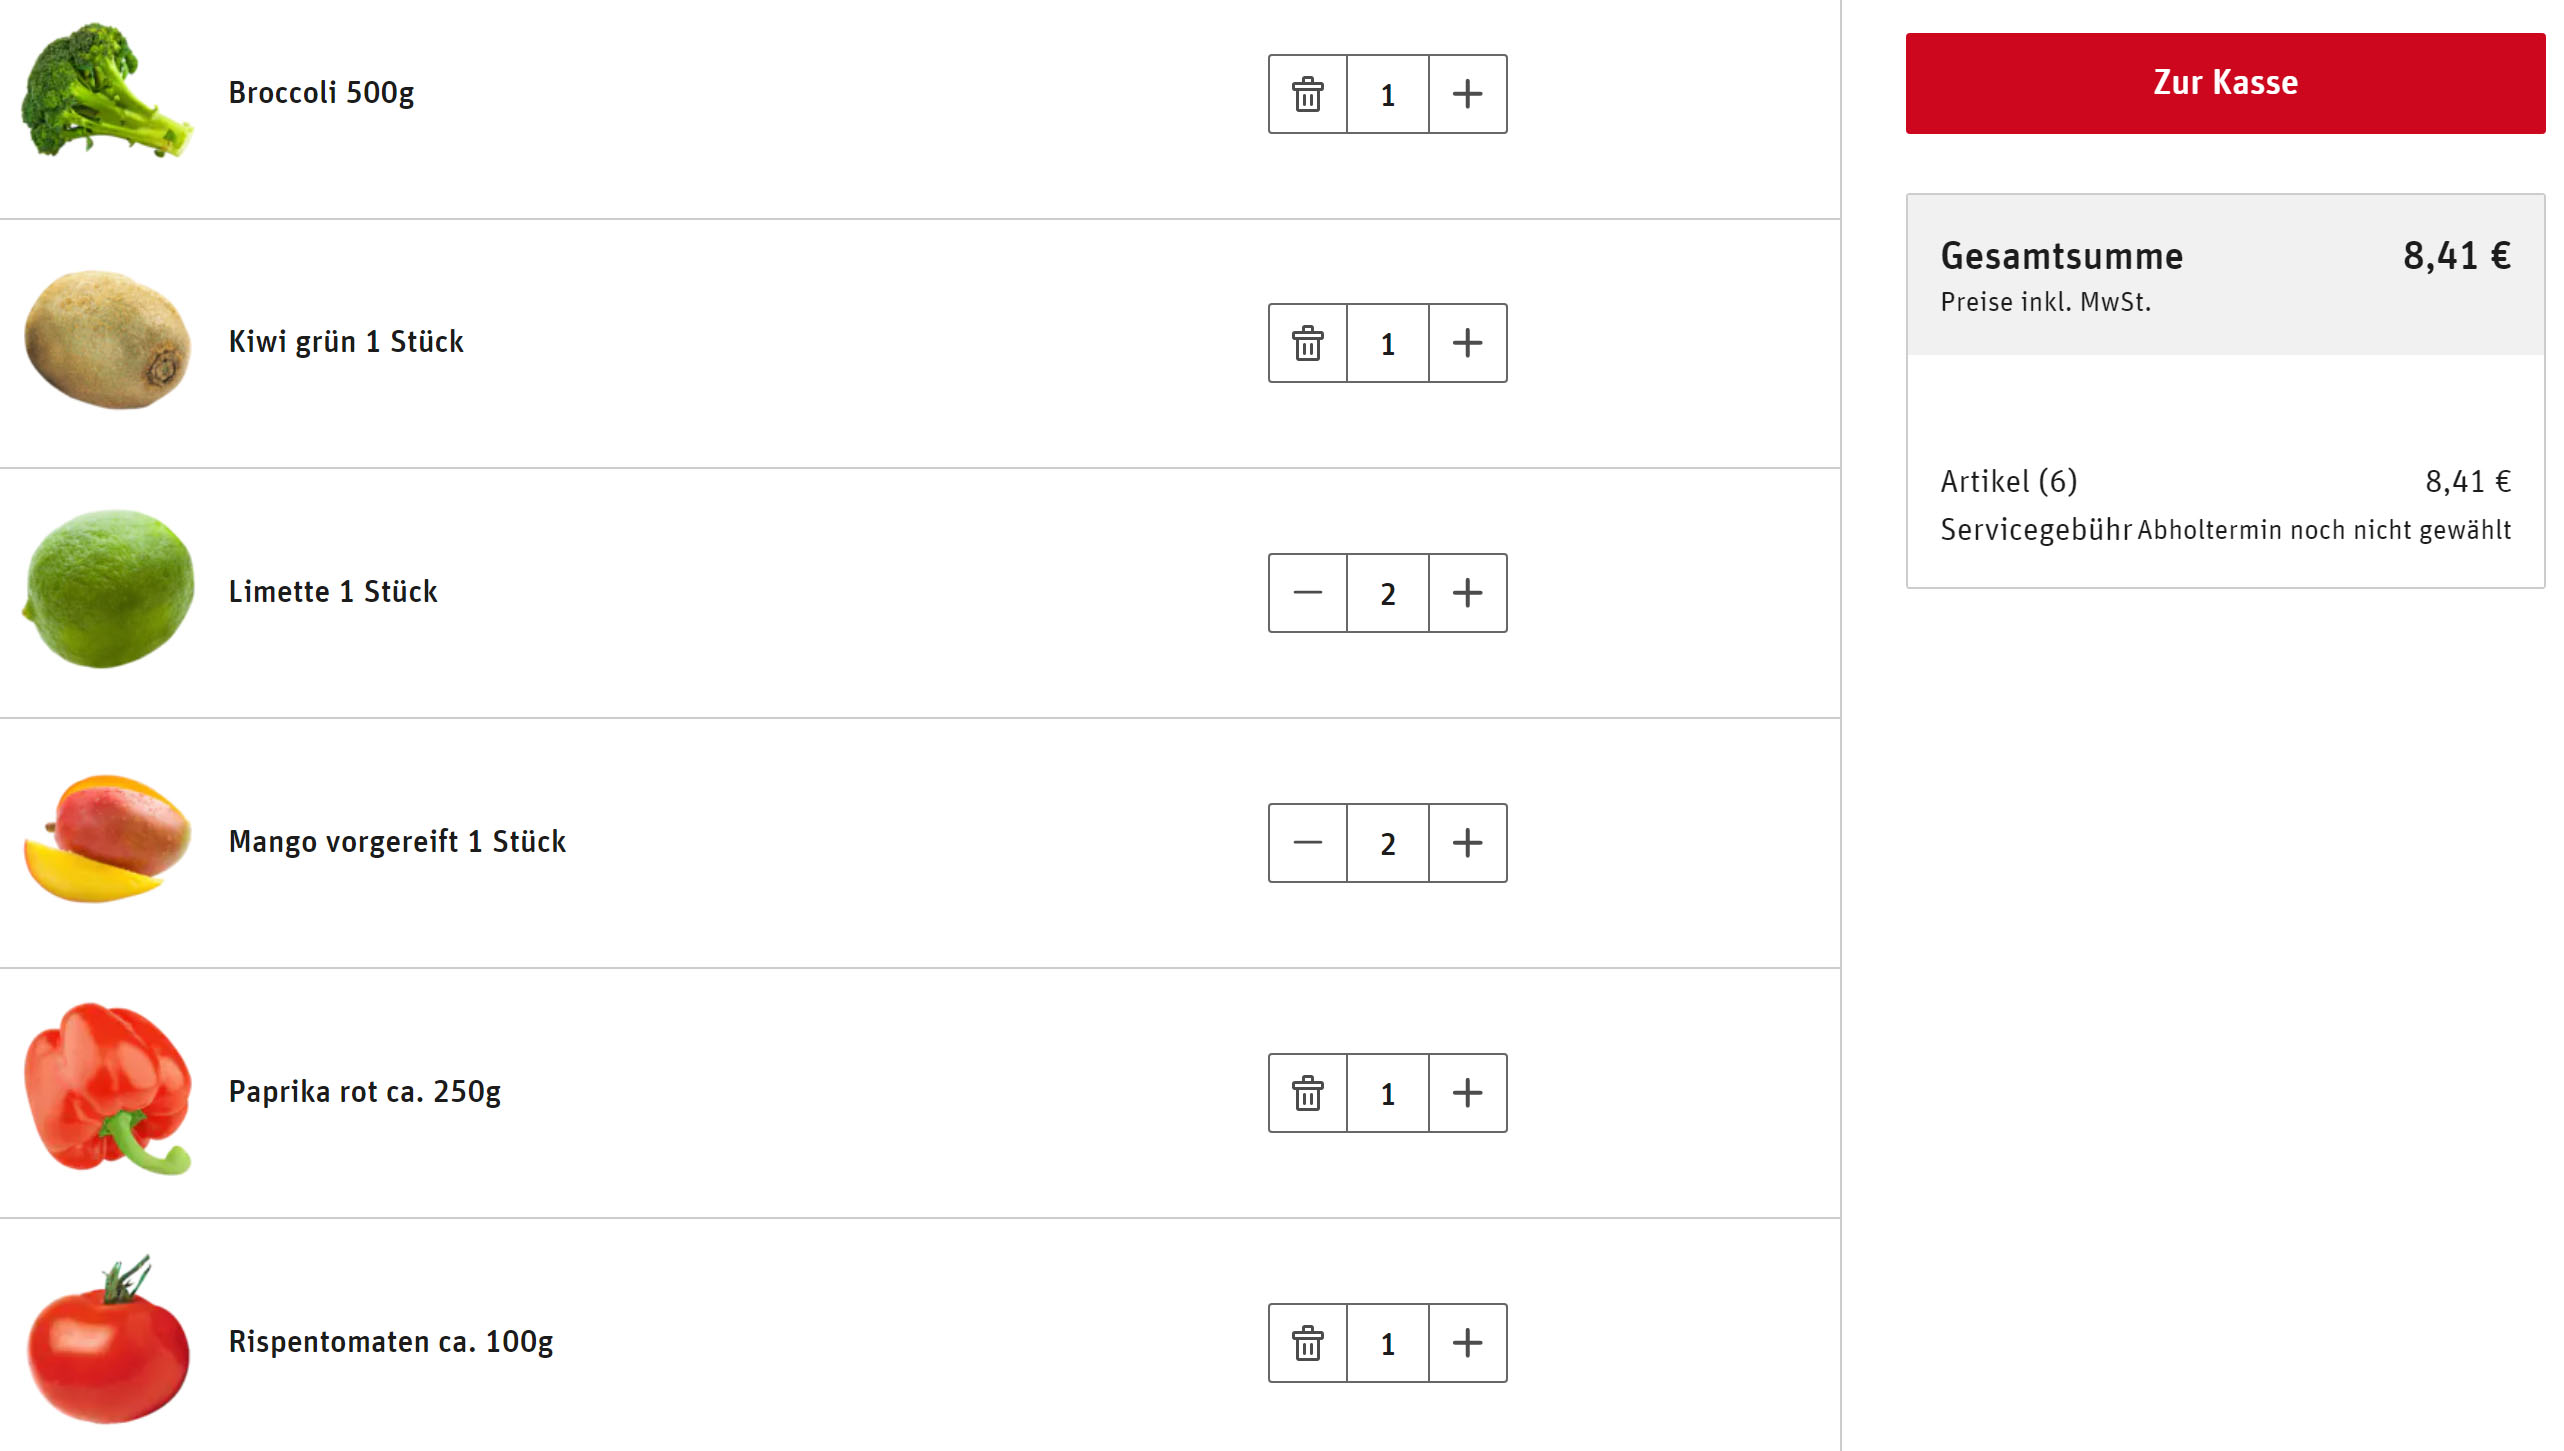 Broccoli 500g
1
Kiwi grün 1 Stück
1
Limette 1 Stück
2
Mango vorgereift 1 Stück
2
Paprika rot ca. 250g
1
Rispentomaten ca. 100g
1
Zur Kasse
Gesamtsumme 8,41 €
Preise inkl. MwSt.
Artikel (6) 8,41 €
Servicegebühr Abholtermin noch nicht gewählt